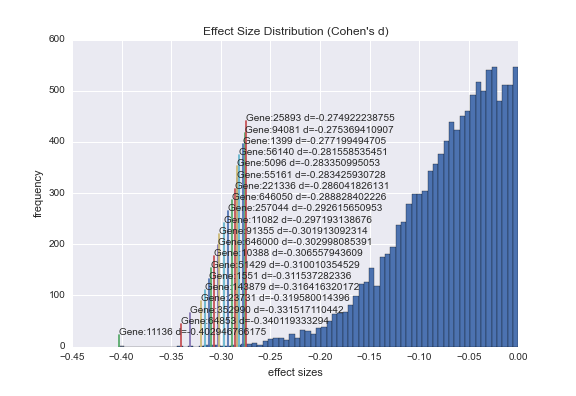 Effect Size Distribution (Cohen's d)
600
500
400
300
200
100
0
frequency
Gene:25893 d=-0.274922238755
Gene:94081 d=-0.275369410907
Gene:1399 d=-0.277199494705
Gene:56140 d=-0.281558535451
Gene:5096 d=-0.283350995053
Gene:55161 d=-0.283425930728
Gene:221336 d=-0.286041826131
Gene:646050 d=-0.288828402226
Gene:257044 d=-0.292615650953
Gene:11082 d=-0.297193138676
Gene:91355 d=-0.301913092314
Gene:646000 d=-0.302998085391
Gene:10388 d=-0.306557943609
Gene:51429 d=-0.310010354529
Gene:1551 d=-0.311537282336
Gene:143879 d=-0.316416320172
Gene:23731 d=-0.319580014396
Gene:352990 d=-0.331517110442
Gene:64853 d=-0.340119333294
Gene:11136 d=-0.402946766175
−0.45 −0.40 −0.35 −0.30 −0.25 −0.20 −0.15 −0.10 −0.05 0.00
effect sizes